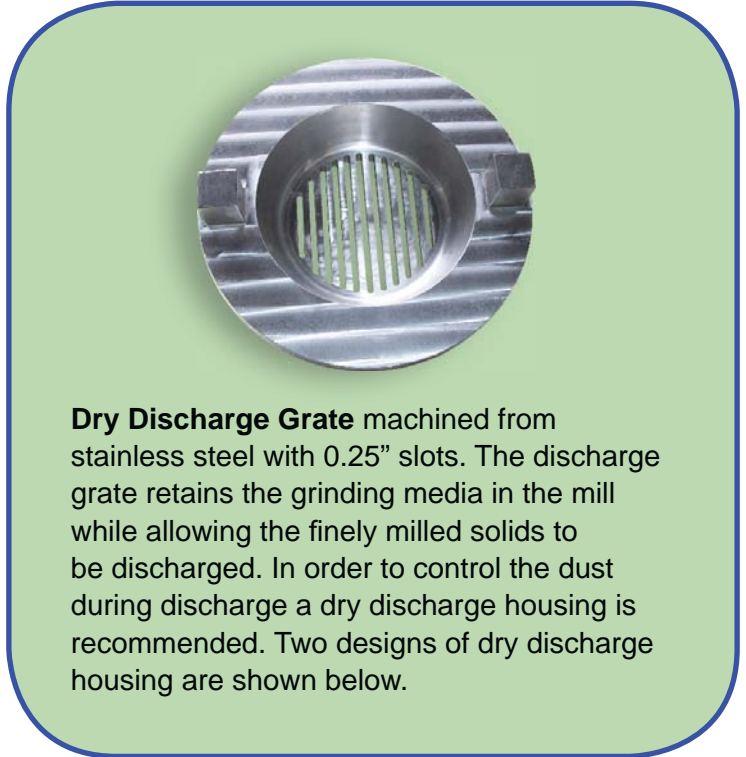 Dry Discharge Grate machined from
stainless steel with 0.25” slots. The discharge
grate retains the grinding media in the mill
while allowing the finely milled solids to
be discharged. In order to control the dust
during discharge a dry discharge housing is
recommended. Two designs of dry discharge
housing are shown below.